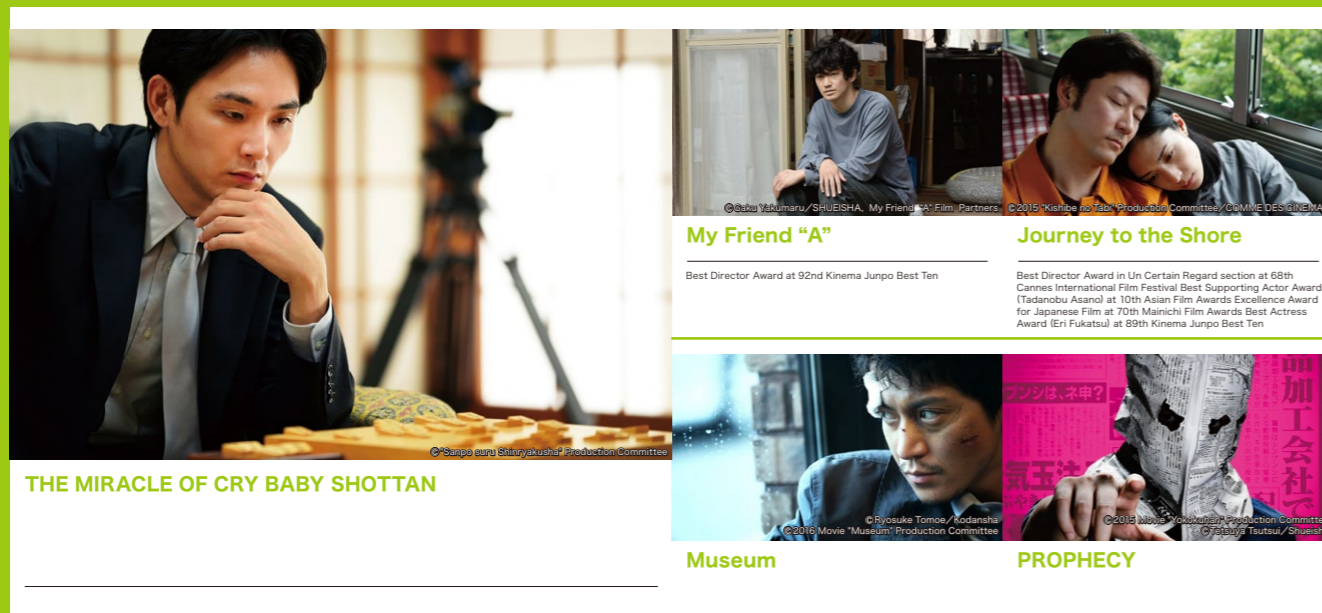 ©"Sanpo suru Shinryakusha" Production Committee
THE MIRACLE OF CRY BABY SHOTTAN
©Gaku Yakumaru／SHUEISHA, My Friend "A" Film Partners
My Friend “A”
Best Director Award at 92nd Kinema Junpo Best Ten
©2015 "Kishibe no Tabi" Production Committee／COMME DES CINEMA
Journey to the Shore
Best Director Award in Un Certain Regard section at 68th
Cannes International Film Festival Best Supporting Actor Award
(Tadanobu Asano) at 10th Asian Film Awards Excellence Award
for Japanese Film at 70th Mainichi Film Awards Best Actress
Award (Eri Fukatsu) at 89th Kinema Junpo Best Ten
©Ryosuke Tomoe／Kodansha
©2016 Movie "Museum" Production Committee
Museum
ブンシは、ネ申?
品加工会社で
気玉
©2015 Movie "Yokokuhan" Production Committe
©Tetsuya Tsutsui／Shueish
PROPHECY